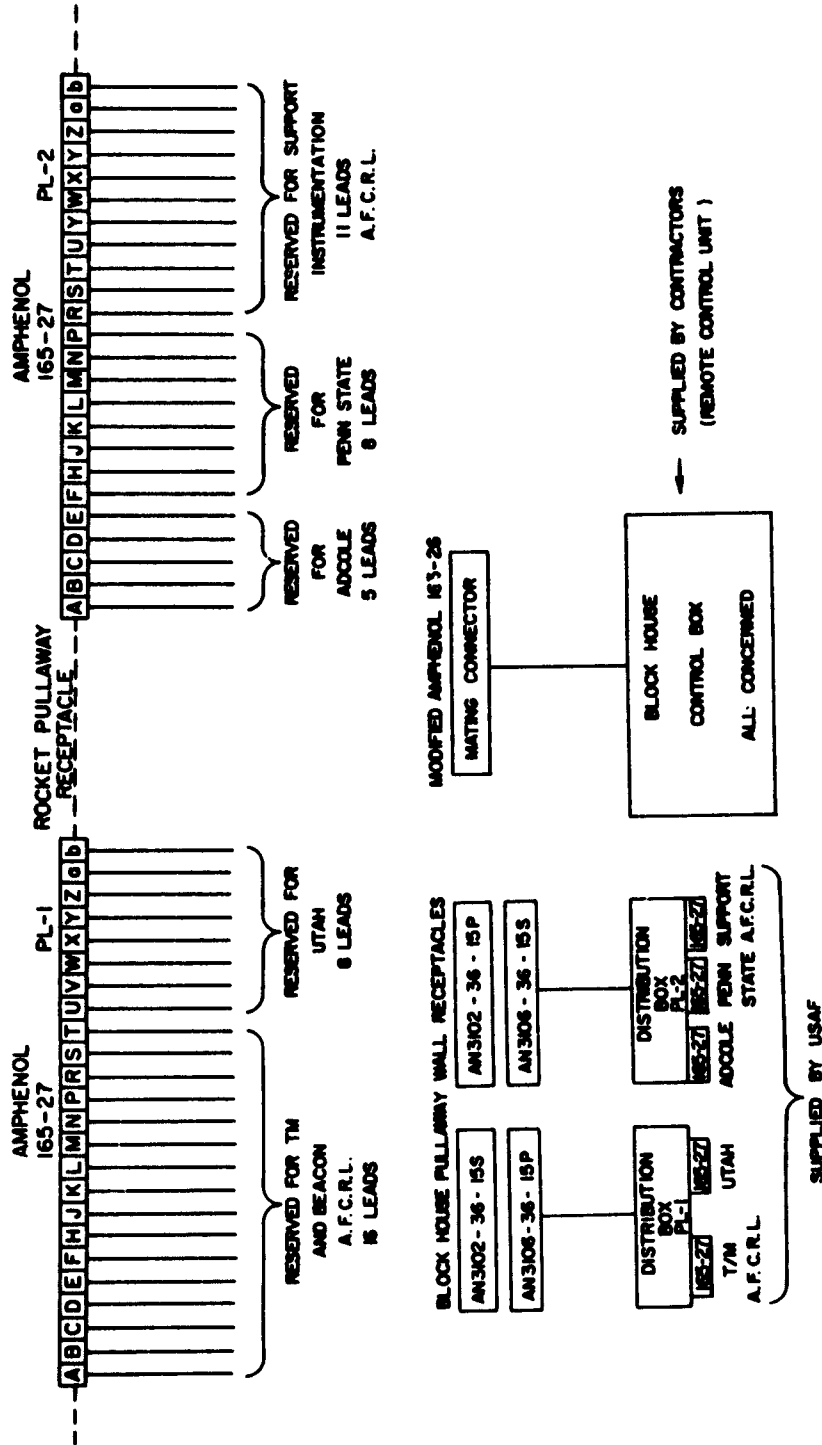 AMPHENOL
165-27 PL-1
A B C D E F H J K L M N P R S T U V W X Y Z a b
ROCKET PULLAWAY
RECEPTACLE
AMPHENOL
165-27 PL-2
A B C D E F H J K L M N P R S T U Y W X Y Z a b
RESERVED FOR TM
AND BEACON
A.F.C.R.L.
16 LEADS
RESERVED FOR
UTAH
8 LEADS
RESERVED
FOR
ADCOLE
5 LEADS
RESERVED
FOR
PENN STATE
8 LEADS
RESERVED FOR SUPPORT
INSTRUMENTATION
11 LEADS
A.F.C.R.L.
BLOCK HOUSE PULLAWAY WALL RECEPTACLES
AN3102-36-15S
AN3106-36-15P
DISTRIBUTION
BOX
PL-1
165-27 165-27
T/M UTAH
A.F.C.R.L.
AN3102-36-15P
AN3106-36-15S
DISTRIBUTION
BOX
PL-2
165-27 165-27 165-27
ADCOLE PENN SUPPORT
STATE A.F.C.R.L.
SUPPLIED BY USAF
MODIFIED AMPHENOL 165-26
MATING CONNECTOR
BLOCK HOUSE
CONTROL BOX
ALL CONCERNED
SUPPLIED BY CONTRACTORS
(REMOTE CONTROL UNIT)